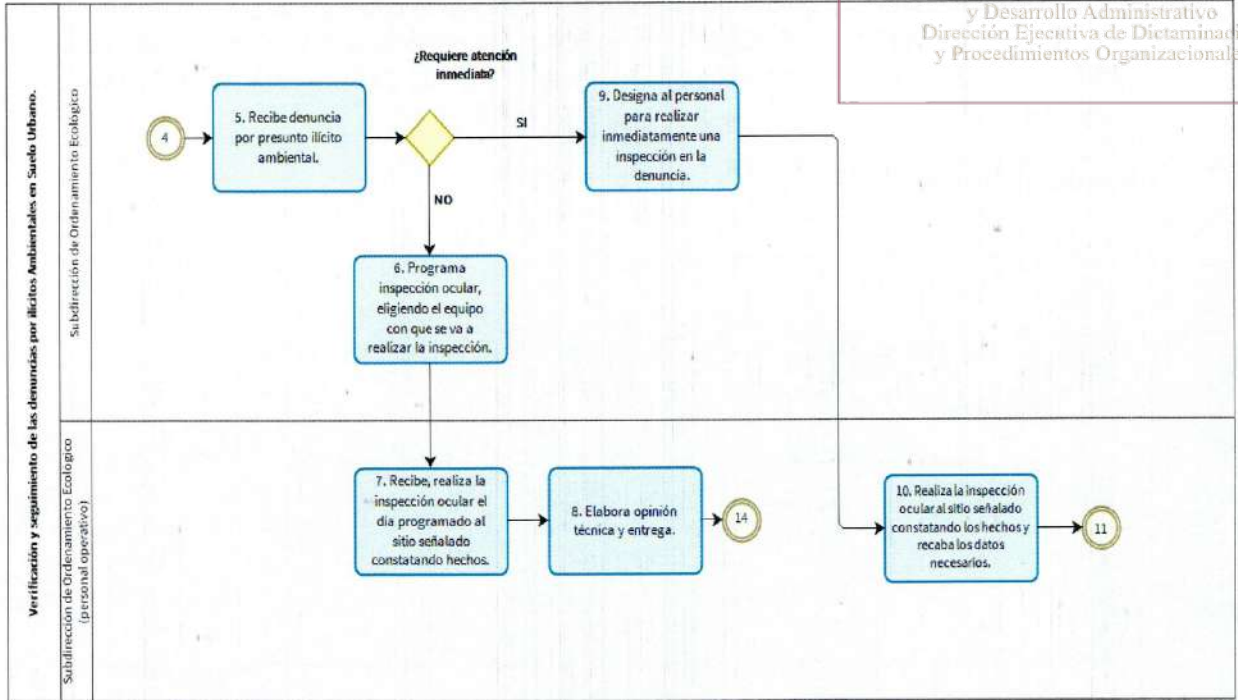 y Desarrollo Administrativo
Dirección Ejecutiva de
y Procedimientos
Verificación y seguimiento de las denuncias por ilícitos Ambientales en Suelo Urbano.
Subdirección de Ordenamiento Ecológico
4
5. Recibe denuncia
por presunto ilícito
ambiental.
¿Requiere atención
inmediata?
SI
NO
9. Designa al personal
para realizar
inmediatamente una
inspección en la
denuncia.
6. Programa
inspección ocular,
eligiendo el equipo
con que se va a
realizar la inspección.
Subdirección de Ordenamiento Ecologico
(personal operativo)
7. Recibe, realiza la
inspección ocular el
día programado al
sitio señalado
constatando hechos.
8. Elabora opinión
técnica y entrega.
14
10. Realiza la inspección
ocular al sitio señalado
constatando los hechos y
recaba los datos
necesarios.
11